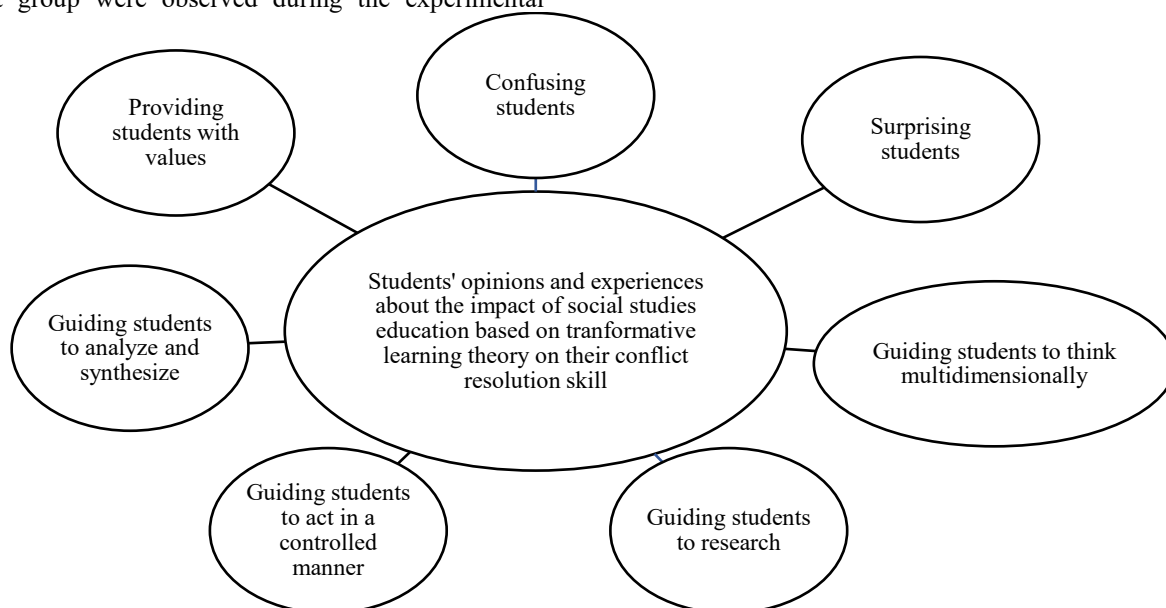 group were observed during the experimental
Confusing
students
Providing
students with
values
Surprising
students
Students' opinions and experiences
about the impact of social studies
education based on tranformative
learning theory on their conflict
resolution skill
Guiding students
to analyze and
synthesize
Guiding students to think
multidimensionally
Guiding students
to act in a
controlled
manner
Guiding students
to research